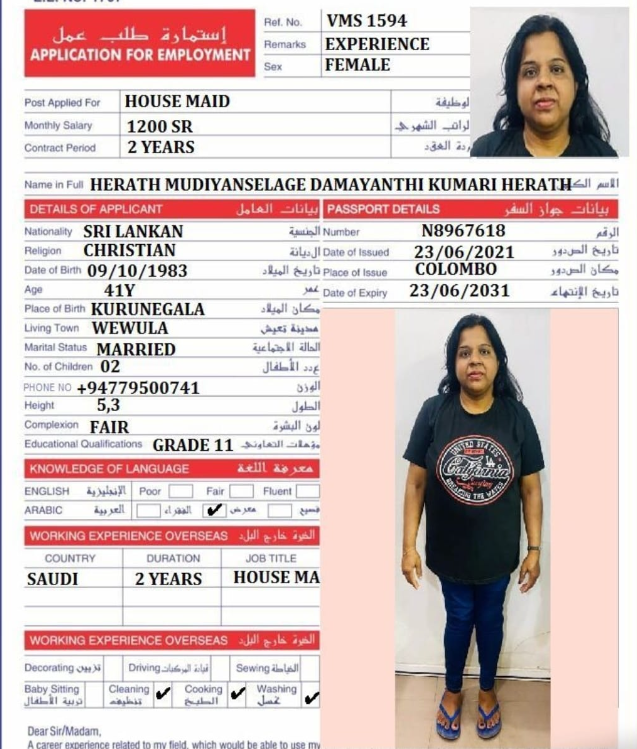 إستمارة طلب عمل
APPLICATION FOR EMPLOYMENT
Ref. No. VMS 1594
Remarks EXPERIENCE
Sex FEMALE
Post Applied For HOUSE MAID الوظيفة
Monthly Salary 1200 SR الراتب الشهري
Contract Period 2 YEARS مدة العقد
Name in Full HERATH MUDIYANSELAGE DAMAYANTHI KUMARI HERATH الاسم
DETAILS OF APPLICANT بيانات العامل
Nationality SRI LANKAN الجنسية
Religion CHRISTIAN الديانة
Date of Birth 09/10/1983 تاريخ الميلاد
Age 41Y عمر
Place of Birth KURUNEGALA مكان الميلاد
Living Town WEWULA مدينة تعيش
Marital Status MARRIED الحالة الاجتماعية
No. of Children 02 عدد الأطفال
PHONE NO +94779500741 الوزن
Height 5,3 الطول
Complexion FAIR لون البشرة
Educational Qualifications GRADE 11
PASSPORT DETAILS بيانات جواز السفر
Number N8967618 الرقم
Date of Issued 23/06/2021 تاريخ الصدور
Place of Issue COLOMBO مكان الصدور
Date of Expiry 23/06/2031 تاريخ الإنتهاء
KNOWLEDGE OF LANGUAGE معرفة اللغة
ENGLISH الإنجليزية Poor Fair Fluent
ARABIC العربية ✔
WORKING EXPERIENCE OVERSEAS الخبرة خارج البلد
COUNTRY DURATION JOB TITLE
SAUDI 2 YEARS HOUSE MA
WORKING EXPERIENCE OVERSEAS الخبرة خارج البلد
Decorating تزيين Driving قيادة المركبات Sewing الخياطة
Baby Sitting تربية الأطفال Cleaning تنظيف ✔ Cooking الطبخ ✔ Washing غسل ✔
Dear Sir/Madam,
A career experience related to my field, which would be able to use my
UNITED STATES
California